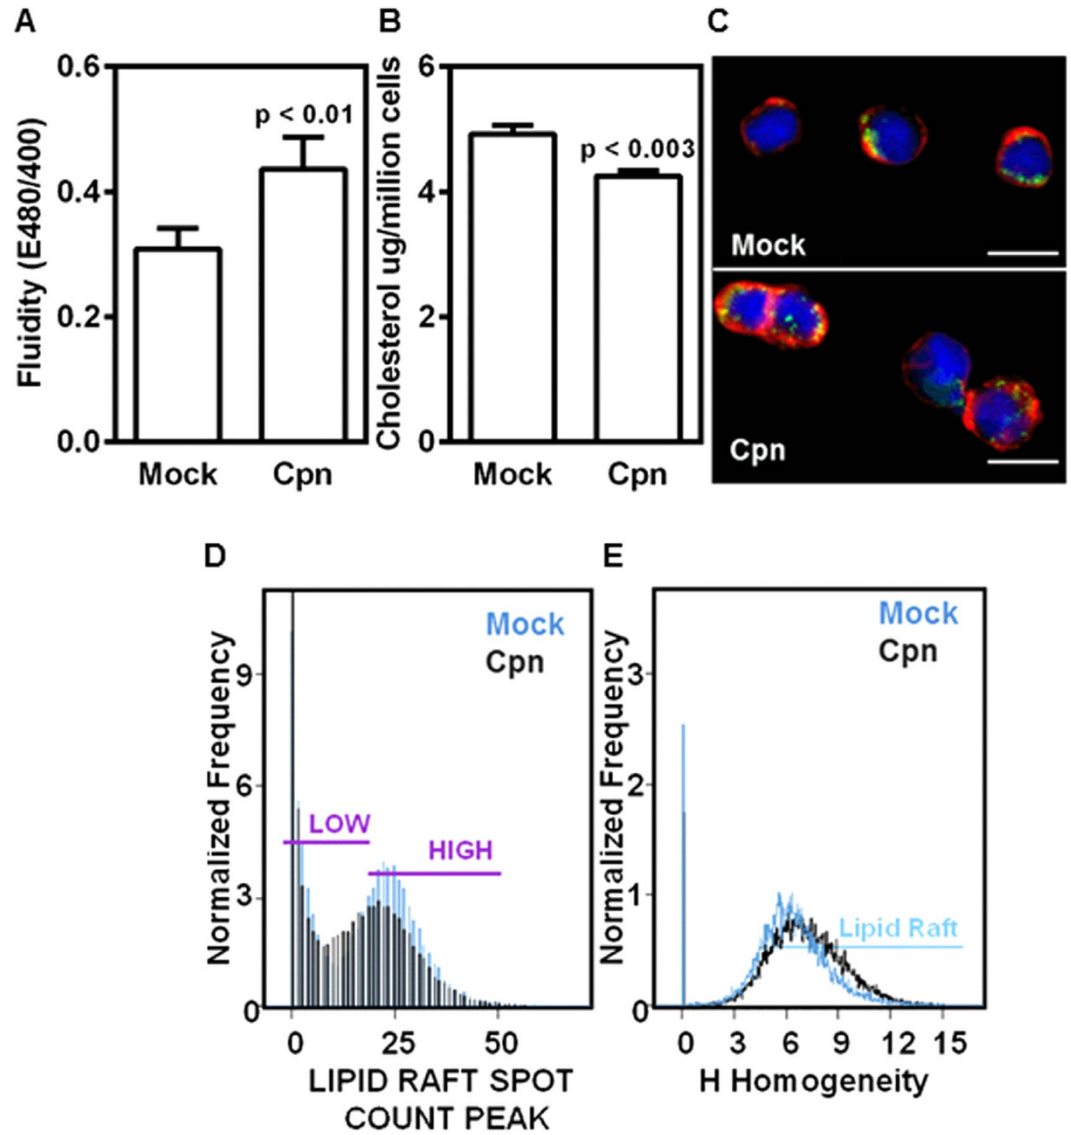 A
B
C
0.6
0.4
0.2
0.0
Fluidity (E480/400)
p < 0.01
Mock
Cpn
6
4
2
0
Cholesterol ug/million cells
p < 0.003
Mock
Cpn
Mock
Cpn
D
E
Normalized Frequency
9
6
3
0
Mock
Cpn
LOW
HIGH
0
25
50
LIPID RAFT SPOT
COUNT PEAK
Normalized Frequency
3
2
1
0
Mock
Cpn
Lipid Raft
0
3
6
9
12
15
H Homogeneity